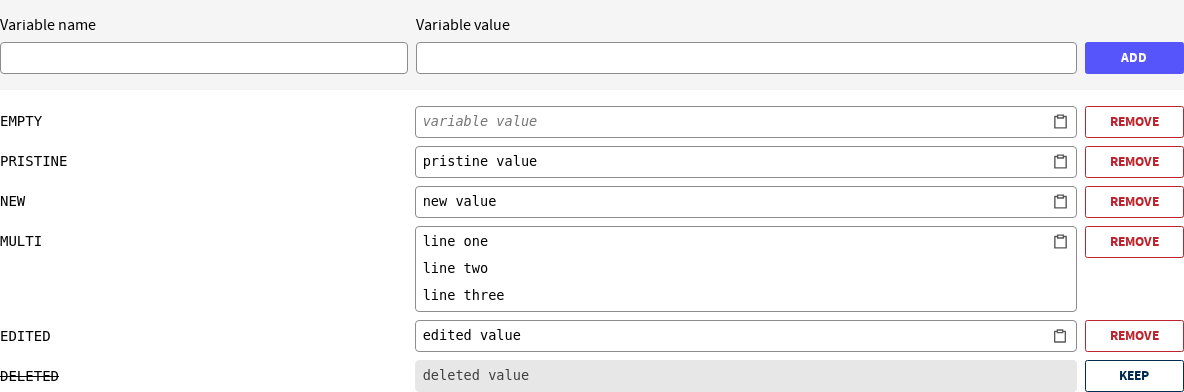 Variable name Variable value
ADD
EMPTY variable value REMOVE
PRISTINE pristine value REMOVE
NEW new value REMOVE
MULTI line one REMOVE
line two
line three
EDITED edited value REMOVE
DELETED deleted value KEEP